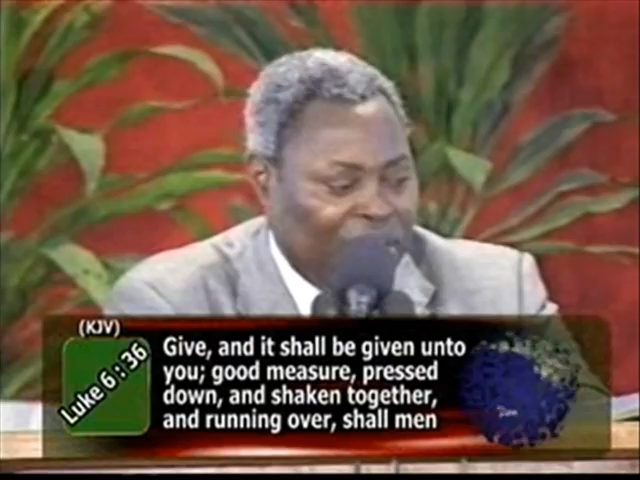 (KJV)
Luke 6 : 36
Give, and it shall be given unto
you; good measure, pressed
down, and shaken together,
and running over, shall men